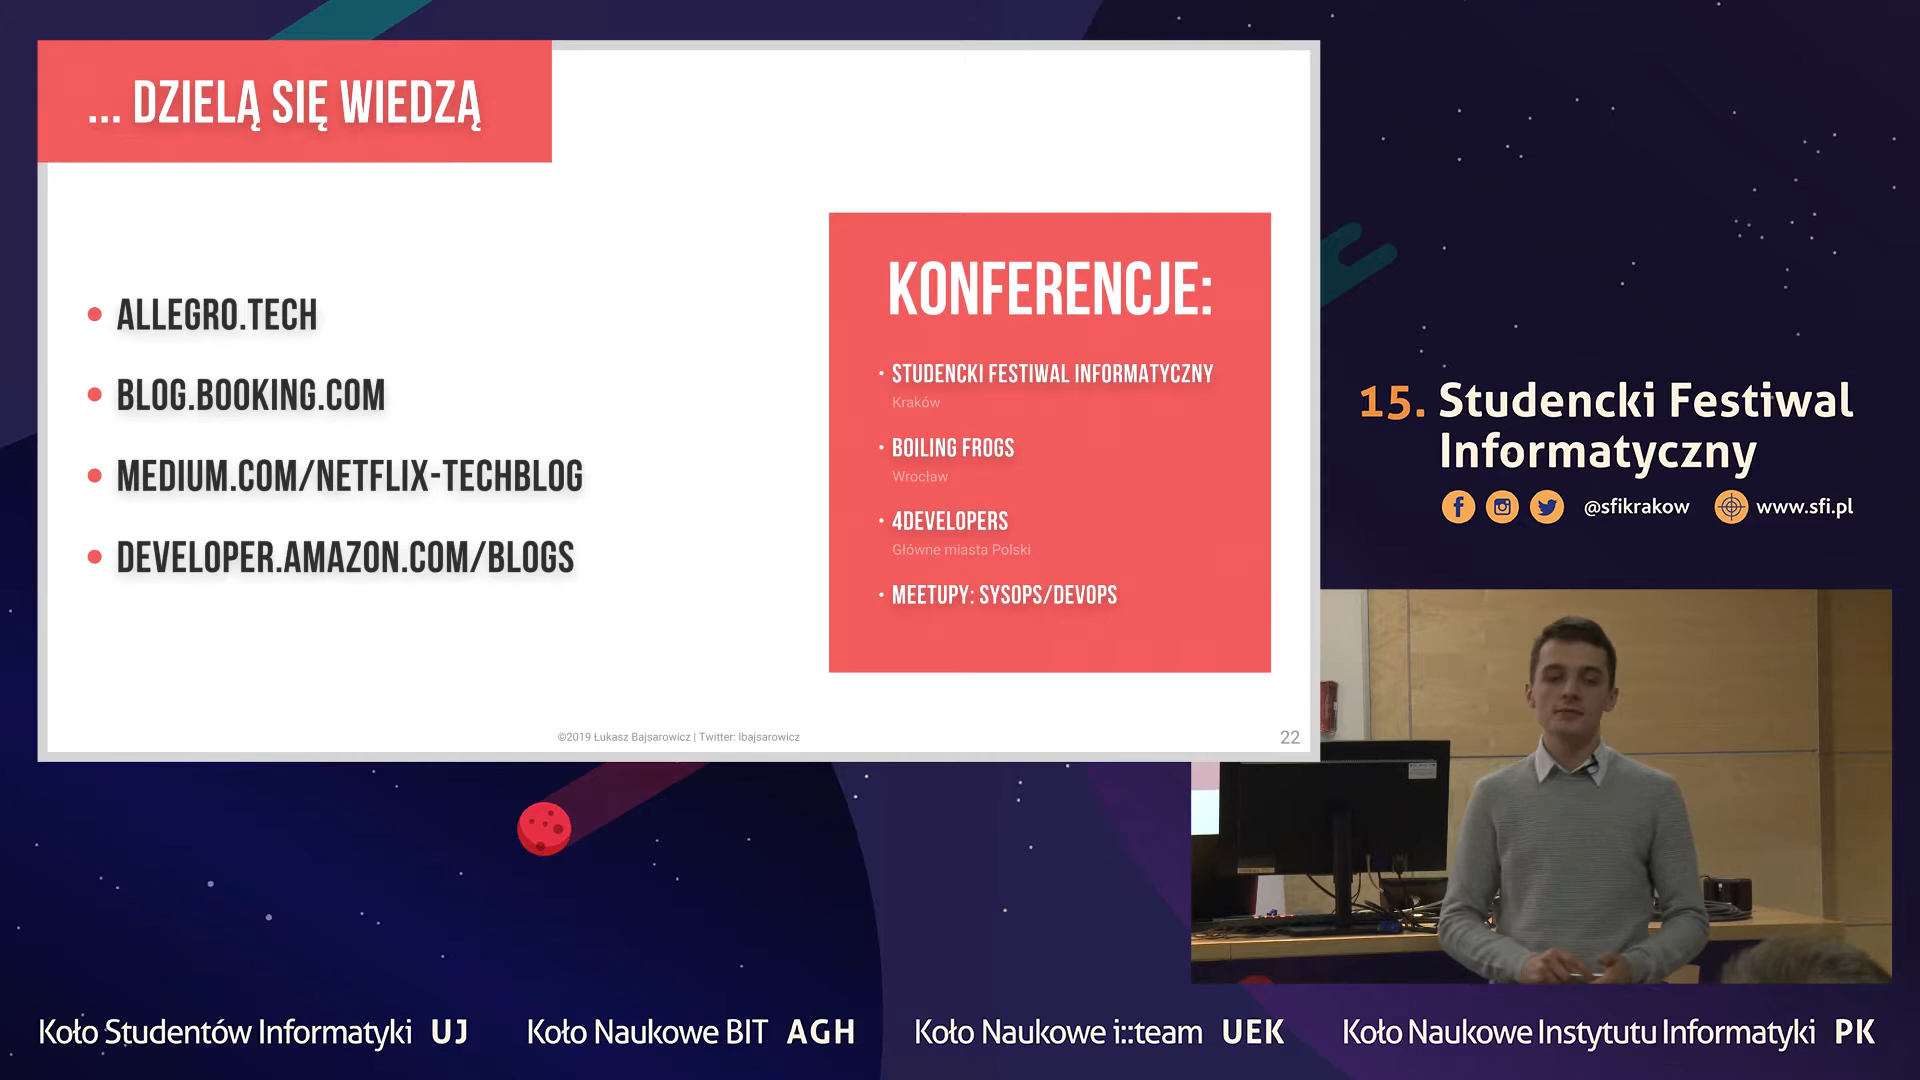 ... DZIELĄ SIĘ WIEDZĄ
ALLEGRO.TECH
BLOG.BOOKING.COM
MEDIUM.COM/NETFLIX-TECHBLOG
DEVELOPER.AMAZON.COM/BLOGS
KONFERENCJE:
STUDENCKI FESTIWAL INFORMATYCZNY
Kraków
BOILING FROGS
Wrocław
4DEVELOPERS
Główne miasta Polski
MEETUPY: SYSOPS/DEVOPS
©2019 Łukasz Bajsarowicz | Twitter: lbajsarowicz
22
15. Studencki Festiwal
Informatyczny
@sfikrakow www.sfi.pl
Koło Studentów Informatyki UJ
Koło Naukowe BIT AGH
Koło Naukowe i::team UEK
Koło Naukowe Instytutu Informatyki PK